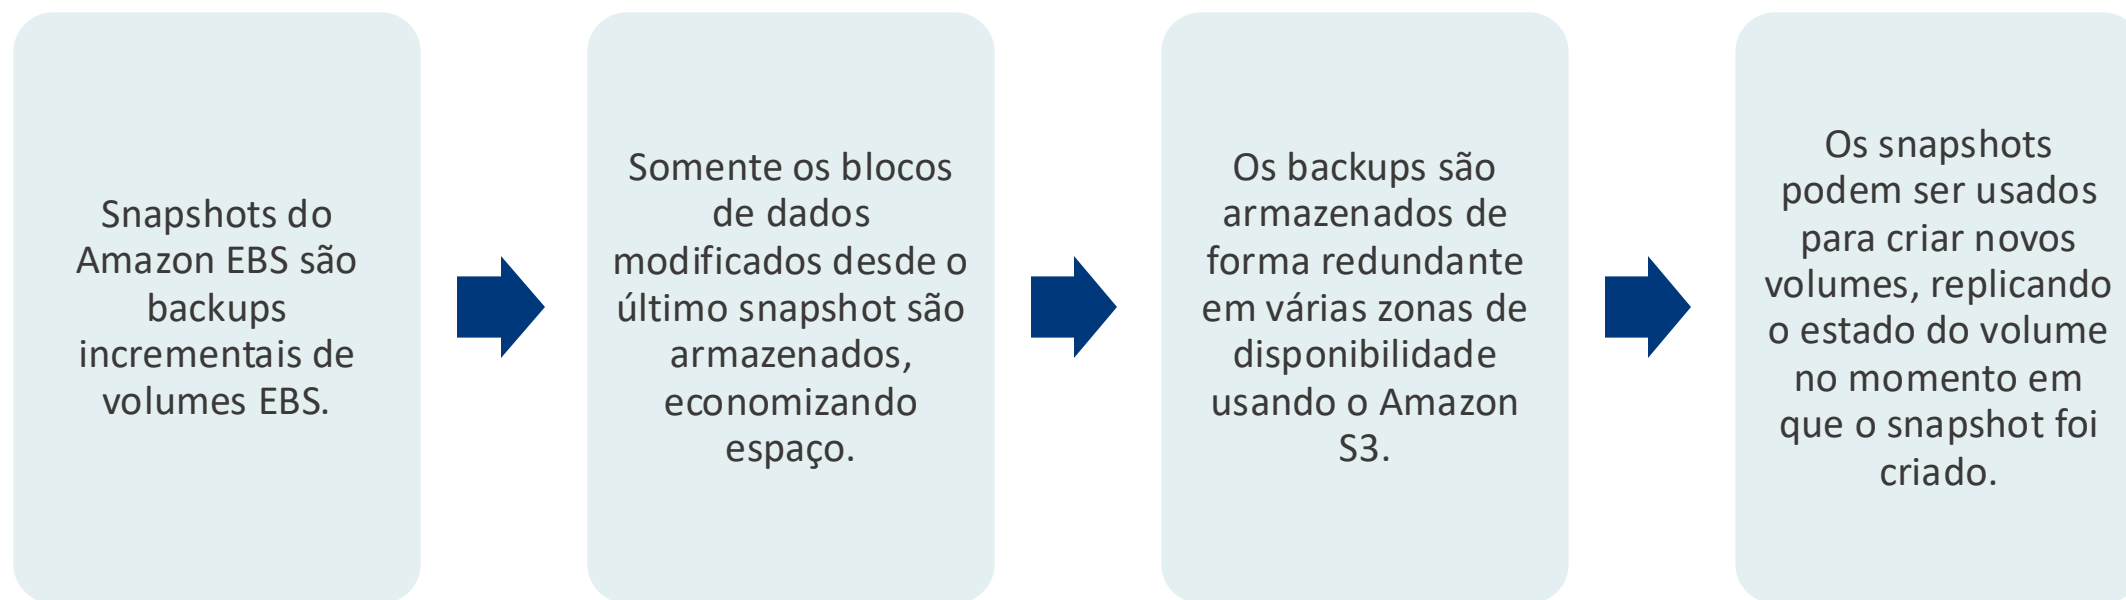 Snapshots do
Amazon EBS são
backups
incrementais de
volumes EBS.
Somente os blocos
de dados
modificados desde o
último snapshot são
armazenados,
economizando
espaço.
Os backups são
armazenados de
forma redundante
em várias zonas de
disponibilidade
usando o Amazon
S3.
Os snapshots
podem ser usados
para criar novos
volumes, replicando
o estado do volume
no momento em
que o snapshot foi
criado.